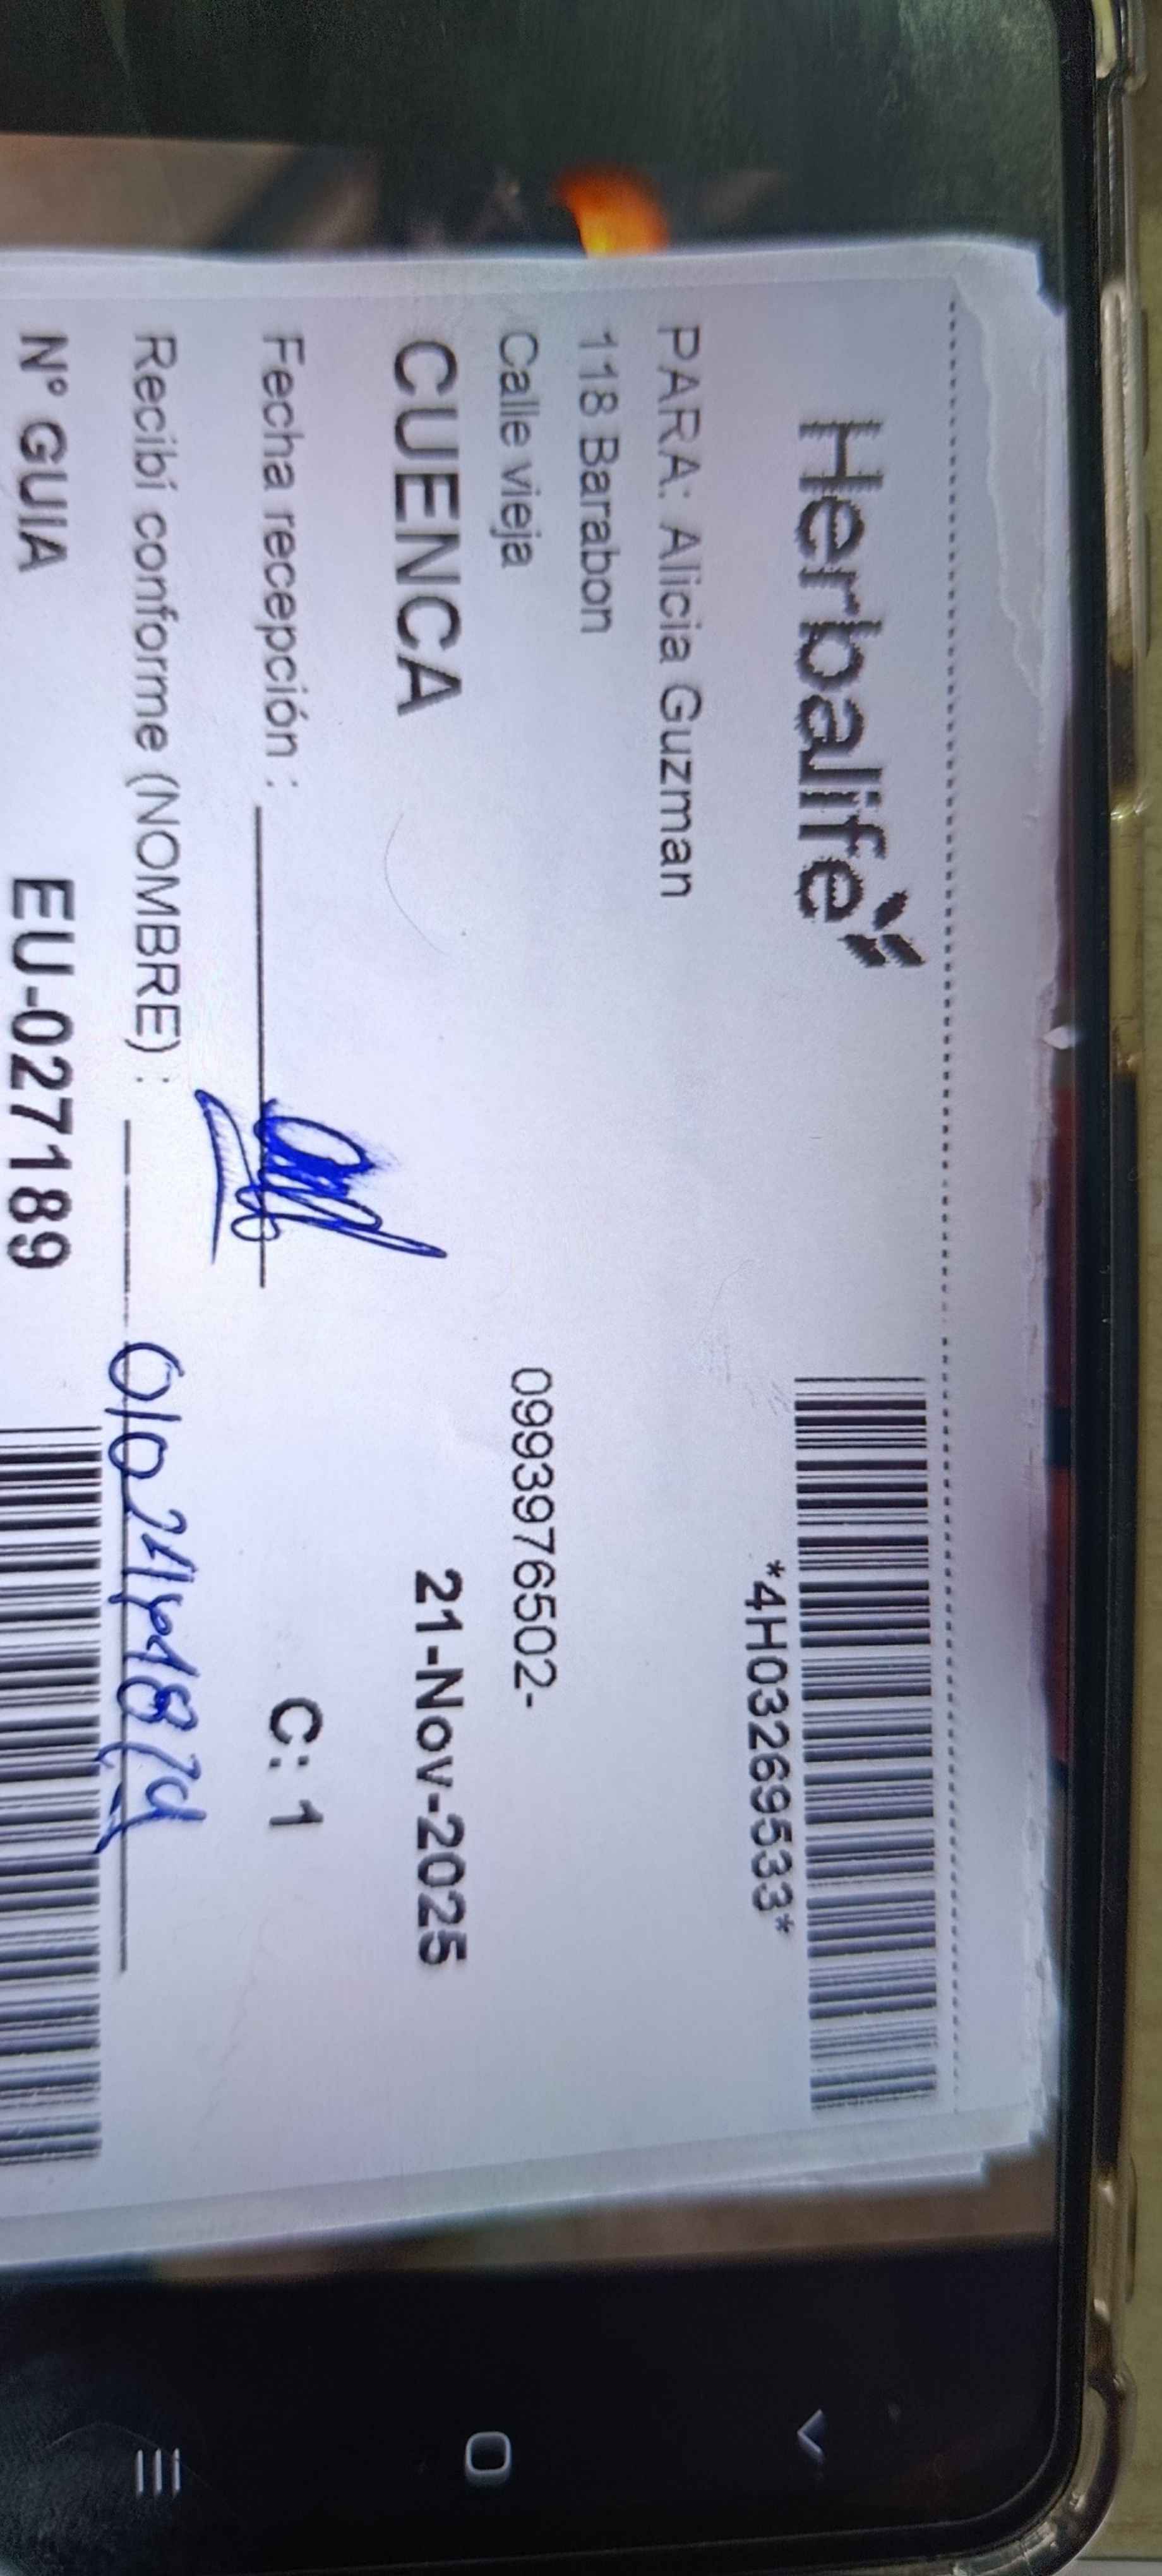 Herbalife
*4H03269533*
PARA: Alicia Guzman
118 Barabon
Calle vieja
0993976502-
CUENCA
21-Nov-2025
Fecha recepción :
C: 1
Recibí conforme (NOMBRE) :
N° GUIA
EU-027189